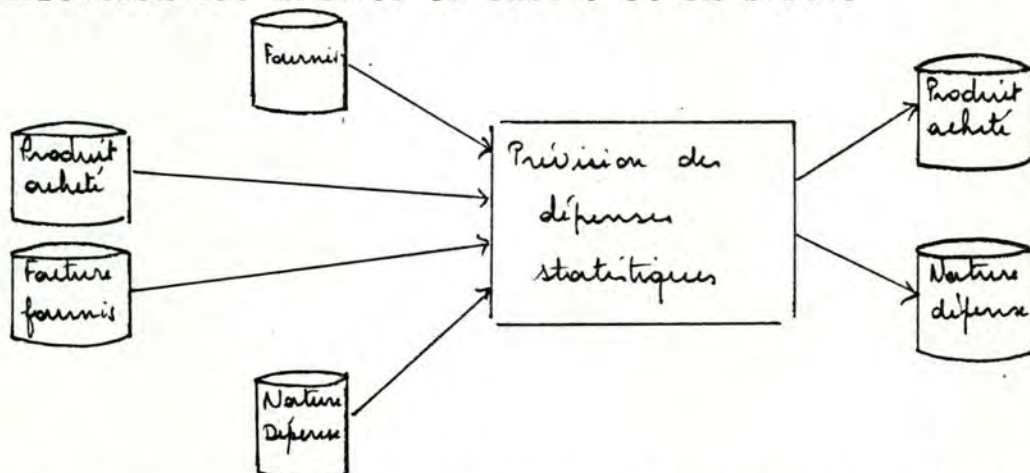 Fournis
Produit
acheté
Facture
fournis
Nature
Dépense
Prévision des
dépenses
statistiques
Produit
acheté
Nature
dépense